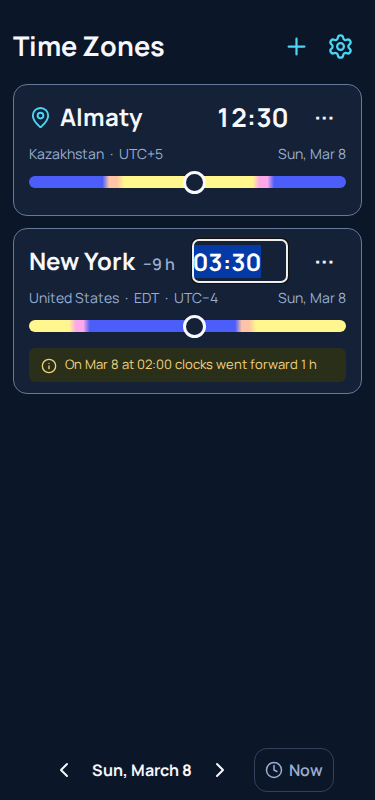 Time Zones
Almaty 12:30 ...
Kazakhstan · UTC+5 Sun, Mar 8
New York −9 h 03:30 ...
United States · EDT · UTC−4 Sun, Mar 8
On Mar 8 at 02:00 clocks went forward 1 h
Sun, March 8 Now